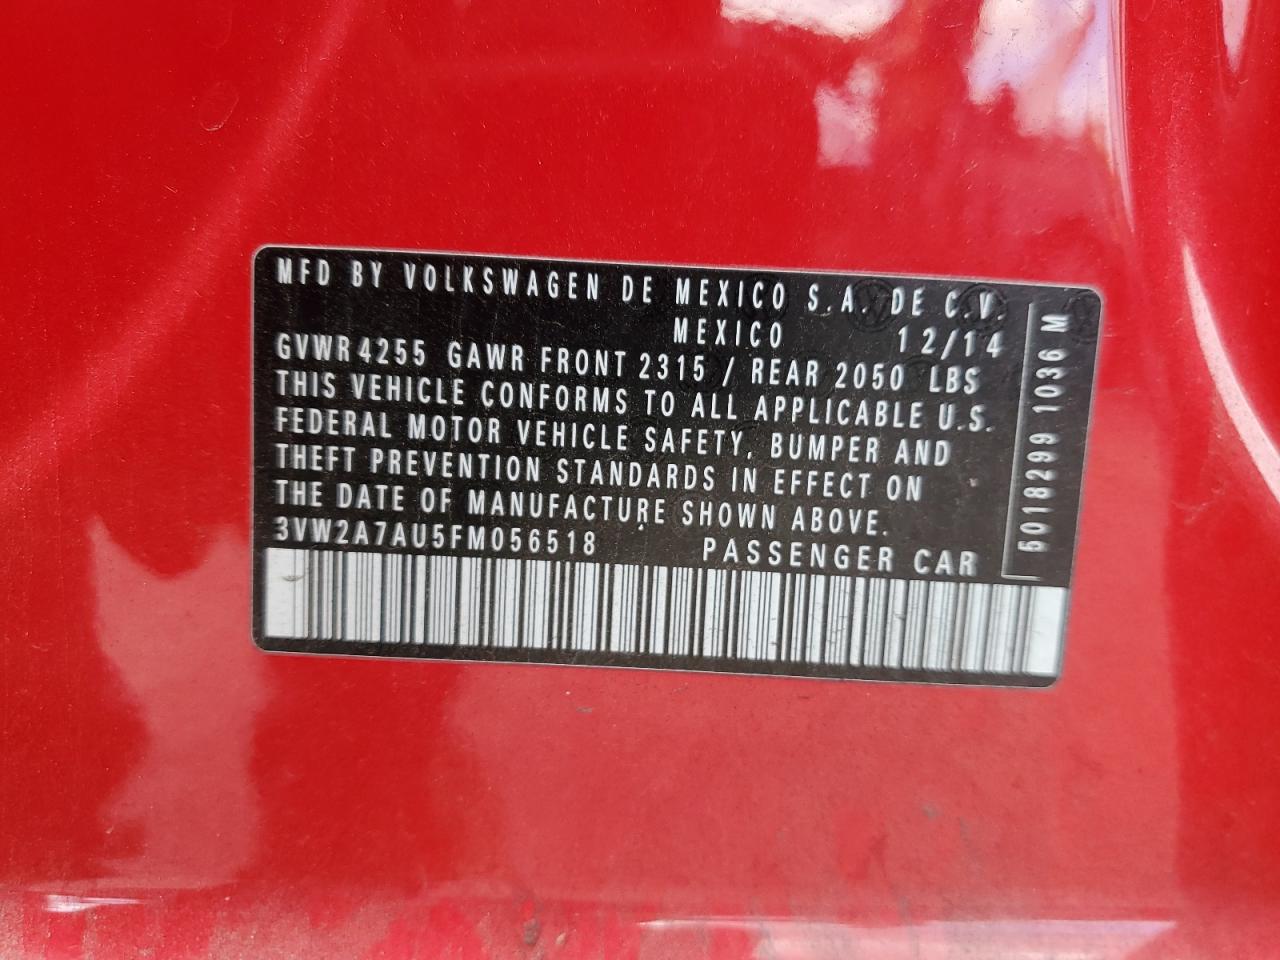 MFD BY VOLKSWAGEN DE MEXICO S.A. DE C.V.
MEXICO 12/14
GVWR 4255 GAWR FRONT 2315 / REAR 2050 LBS
THIS VEHICLE CONFORMS TO ALL APPLICABLE U.S.
FEDERAL MOTOR VEHICLE SAFETY, BUMPER AND
THEFT PREVENTION STANDARDS IN EFFECT ON
THE DATE OF MANUFACTURE SHOWN ABOVE.
3VW2A7AU5FM056518 PASSENGER CAR
5018299 1036 M